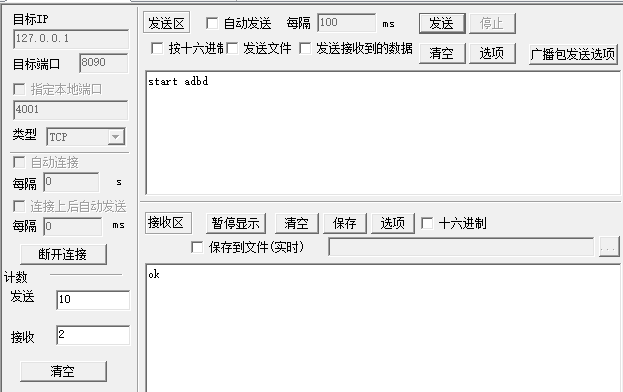 目标IP
127.0.0.1
目标端口 8090
指定本地端口
4001
类型 TCP
自动连接
每隔 0 s
连接上后自动发送
每隔 0 ms
断开连接
计数
发送 10
接收 2
清空
发送区 自动发送 每隔 100 ms 发送 停止
按十六进制 发送文件 发送接收到的数据 清空 选项 广播包发送选项
start adbd
接收区 暂停显示 清空 保存 选项 十六进制
保存到文件(实时) ...
ok